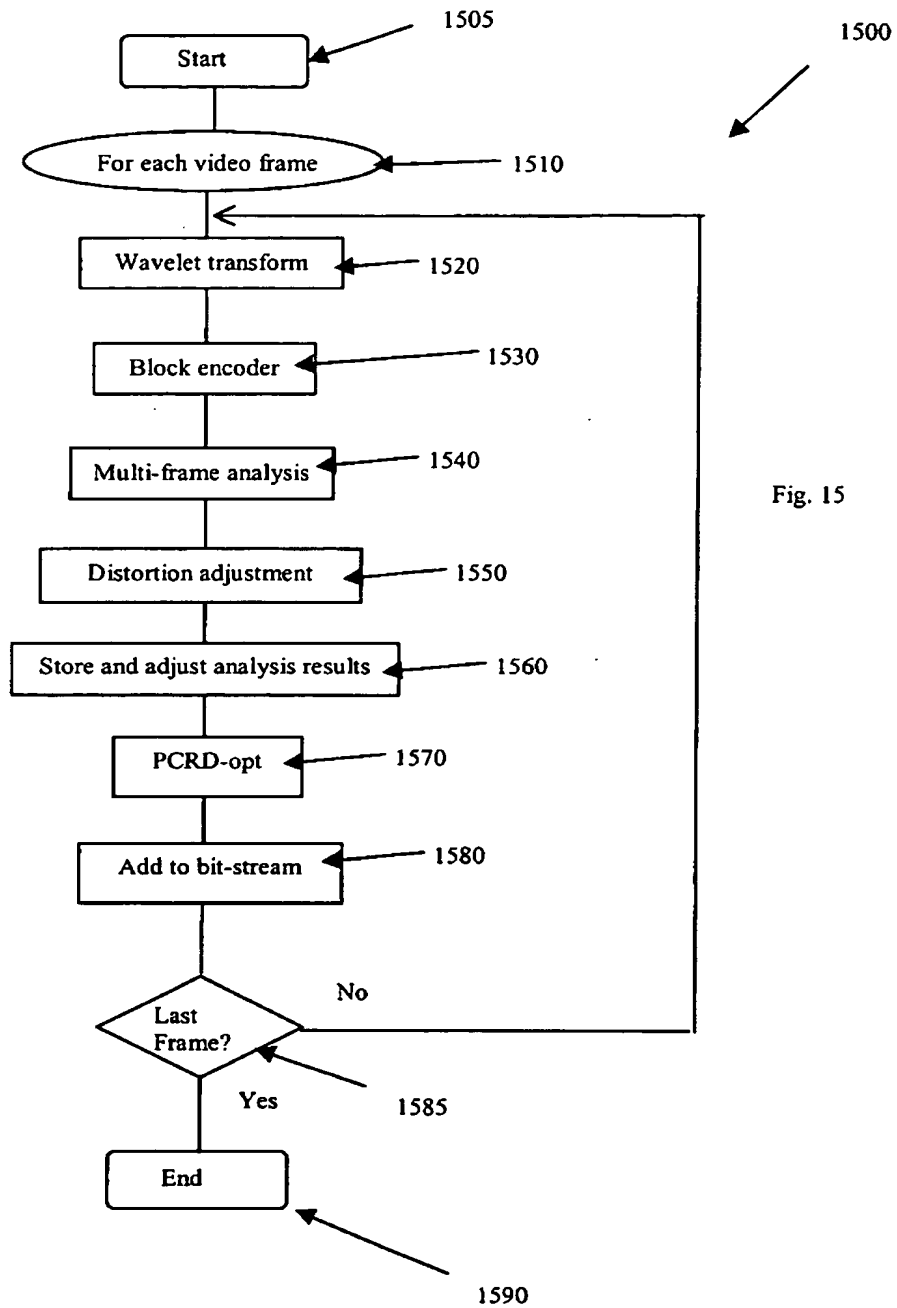 1505
1500
Start
For each video frame
1510
Wavelet transform
1520
Block encoder
1530
Multi-frame analysis
1540
Fig. 15
Distortion adjustment
1550
Store and adjust analysis results
1560
PCRD-opt
1570
Add to bit-stream
1580
No
Last
Frame?
Yes
1585
End
1590